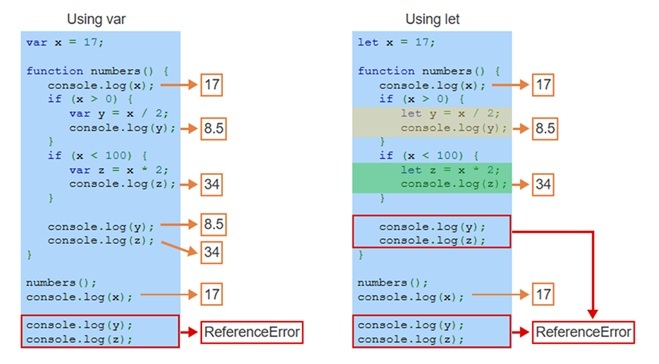 Using var
var x = 17;
function numbers() {
console.log(x);
17
if (x > 0) {
var y = x / 2;
console.log(y);
8.5
}
if (x < 100) {
var z = x * 2;
console.log(z);
34
}
console.log(y);
8.5
console.log(z);
34
}
numbers();
console.log(x);
17
console.log(y);
console.log(z);
ReferenceError
Using let
let x = 17;
function numbers() {
console.log(x);
17
if (x > 0) {
let y = x / 2;
console.log(y);
8.5
}
if (x < 100) {
let z = x * 2;
console.log(z);
34
}
console.log(y);
console.log(z);
}
numbers();
console.log(x);
17
console.log(y);
console.log(z);
ReferenceError